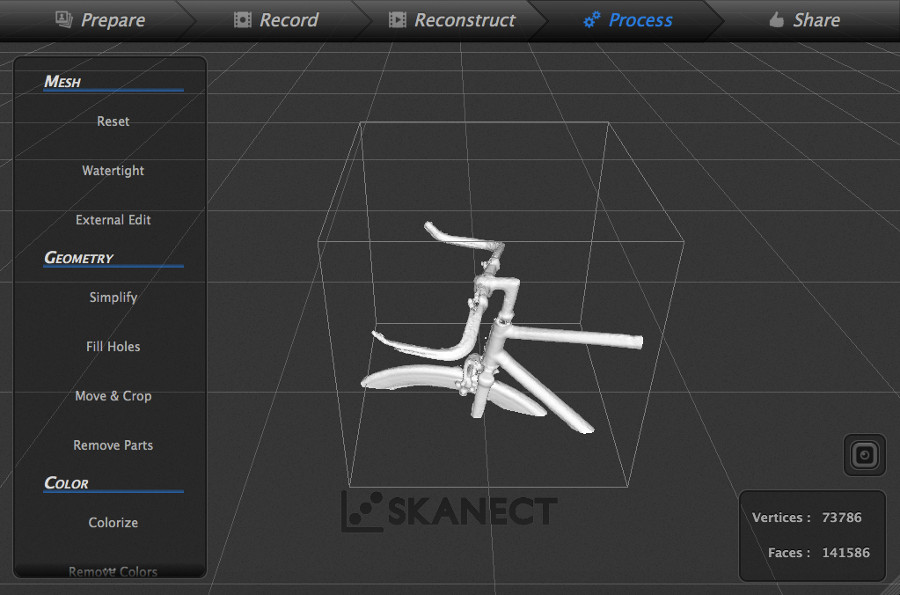 Prepare
Record
Reconstruct
Process
Share
MESH
Reset
Watertight
External Edit
GEOMETRY
Simplify
Fill Holes
Move & Crop
Remove Parts
COLOR
Colorize
Remove Colors
SKANECT
Vertices : 73786
Faces : 141586